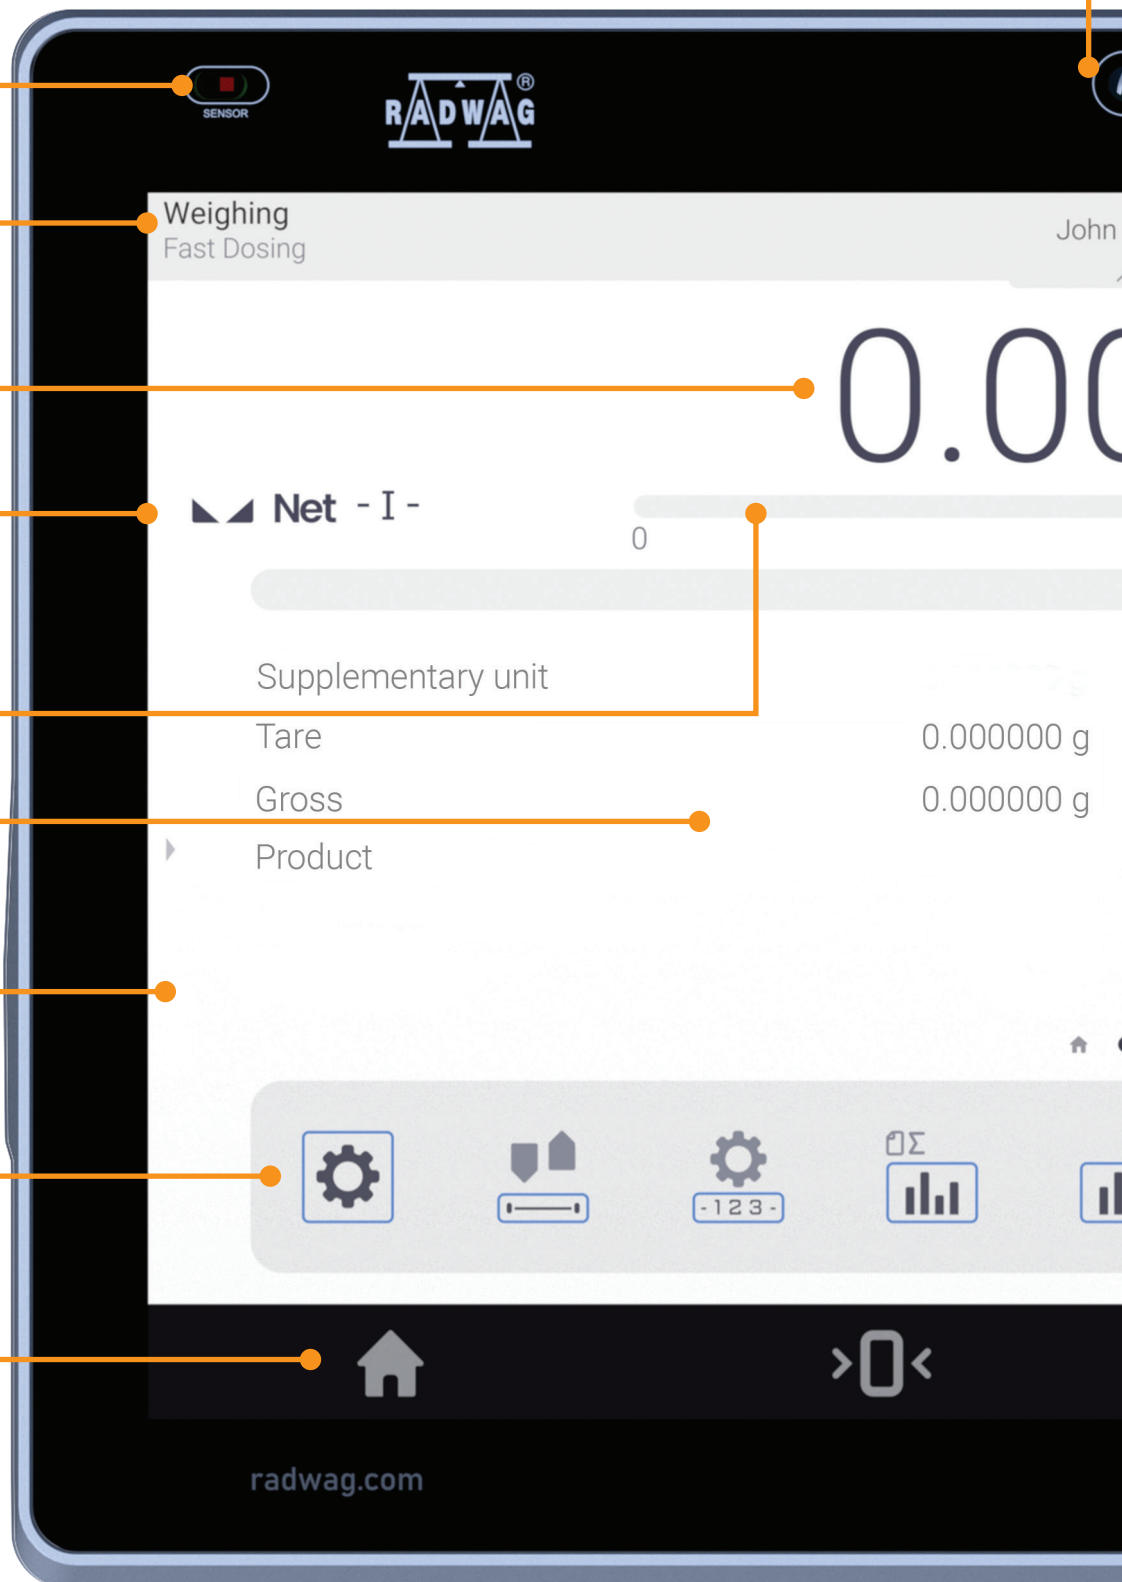 SENSOR
RADWAG®
Weighing
Fast Dosing
John
0.00
Net -I-
0
Supplementary unit
Tare 0.000000 g
Gross 0.000000 g
Product
Σ
-123-
>0<
radwag.com